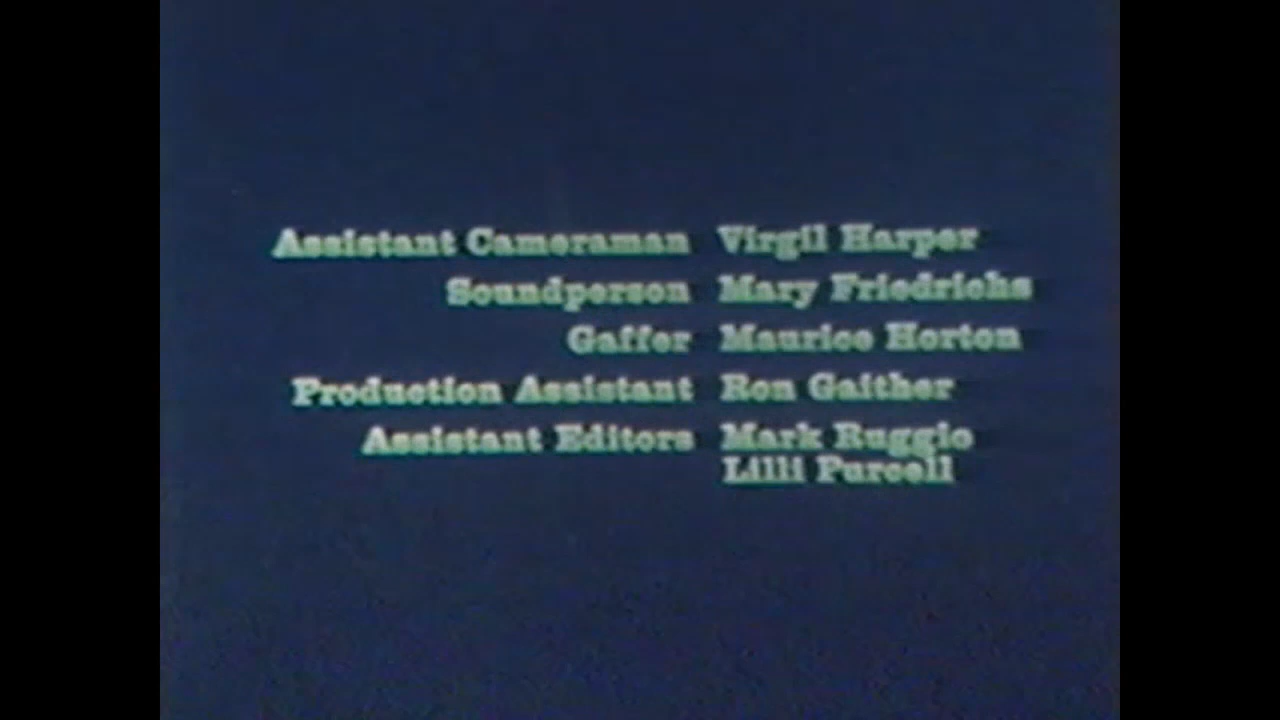 Assistant Cameraman Virgil Harper
Soundperson Mary Friedrichs
Gaffer Maurice Horton
Production Assistant Ron Gaither
Assistant Editors Mark Ruggio
Lilli Purcell